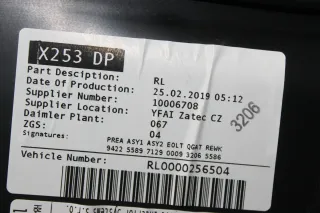 X253 DP
Part Desciption: RL
Date Of Production: 25.02.2019 05:12
Supplier Number: 10006708
Supplier Location: YFAI Zatec CZ
Daimler Plant: 067
ZGS: 04
3206
Signatures: PREA ASY1 ASY2 EOLT QGAT REWK
9422 5589 7129 0009 3206 5586
Vehicle Number: RL0000256504